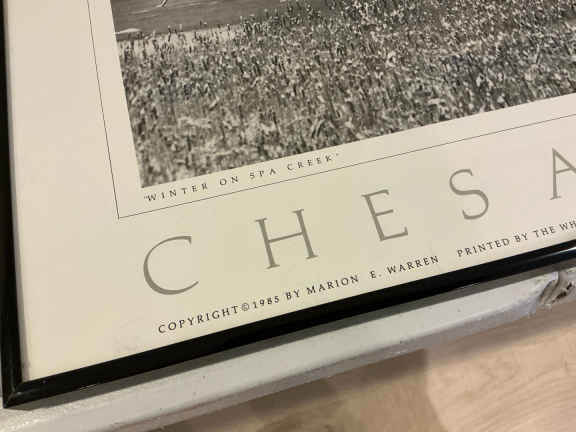 "WINTER ON SPA CREEK"
CHESA
COPYRIGHT © 1985 BY MARION E. WARREN PRINTED BY THE WH